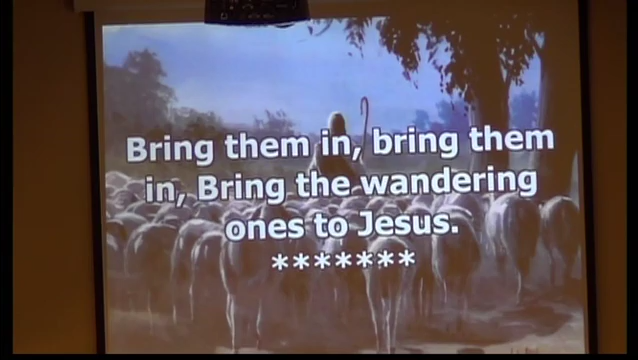 Bring them in, bring them
in, Bring the wandering
ones to Jesus.
*******